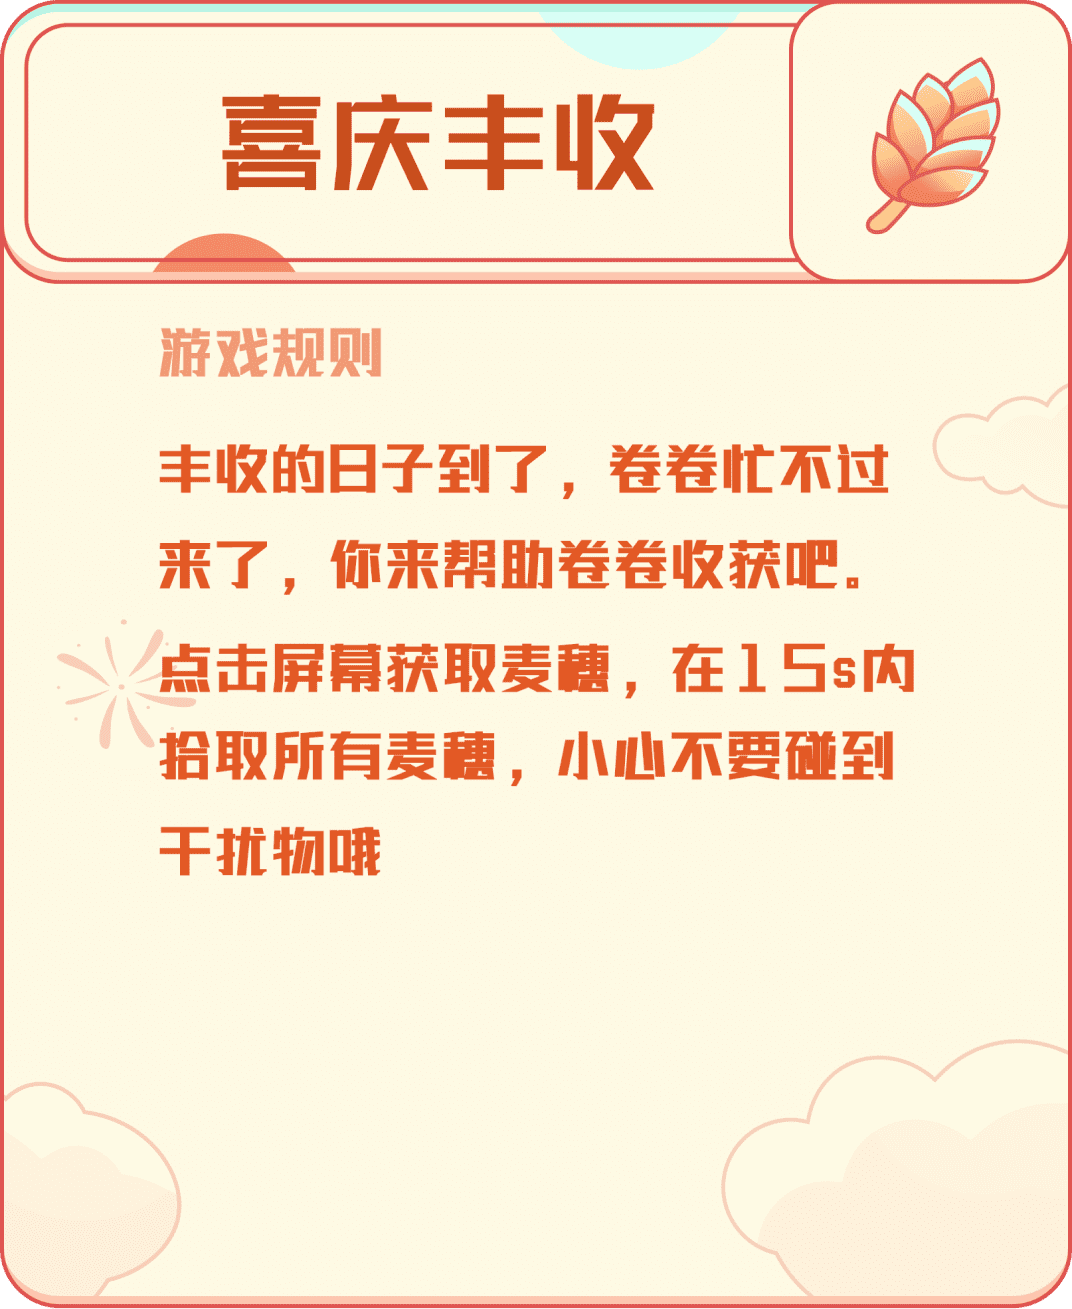 喜庆丰收
游戏规则
丰收的日子到了，卷卷忙不过
来了，你来帮助卷卷收获吧。
点击屏幕获取麦穗，在15s内
拾取所有麦穗，小心不要碰到
干扰物哦